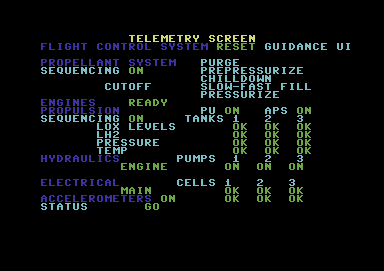 TELEMETRY SCREEN
FLIGHT CONTROL SYSTEM RESET GUIDANCE UI
PROPELLANT SYSTEM PURGE
SEQUENCING ON PREPRESSURIZE
CHILLDOWN
CUTOFF SLOW-FAST FILL
PRESSURIZE
ENGINES READY
PROPULSION PU ON APS ON
SEQUENCING ON TANKS 1 2 3
LOX LEVELS OK OK OK
LH2 OK OK OK
PRESSURE OK OK OK
TEMP OK OK OK
HYDRAULICS PUMPS 1 2 3
ENGINE ON ON ON
ELECTRICAL CELLS 1 2 3
MAIN OK OK OK
ACCELEROMETERS ON OK OK OK
STATUS GO